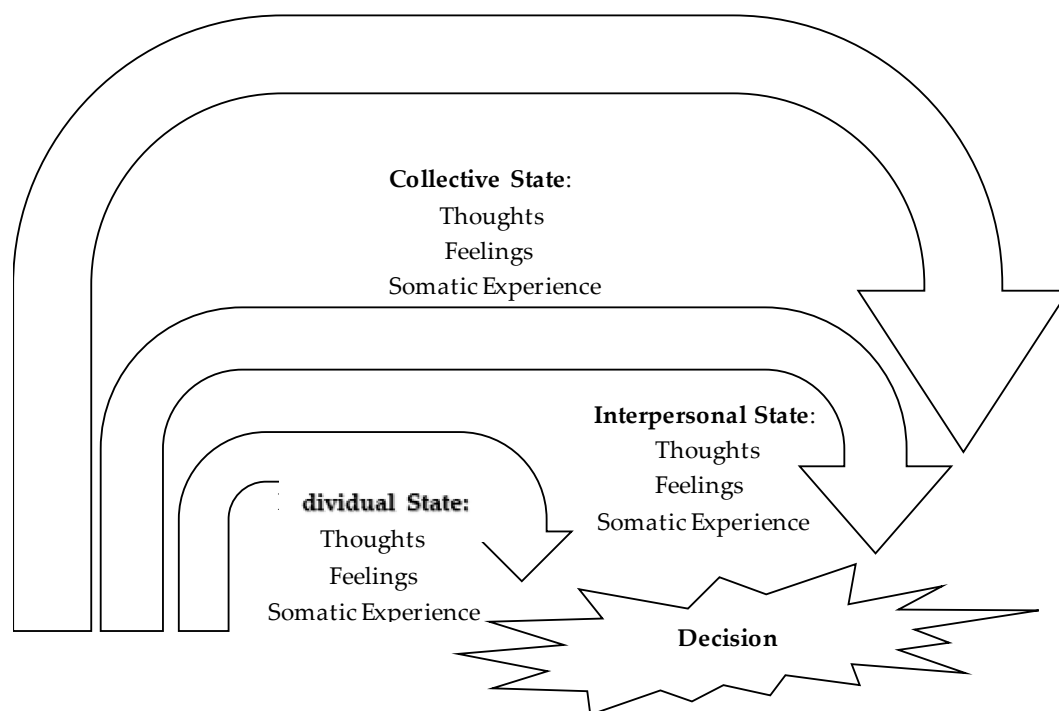 Collective State:
Thoughts
Feelings
Somatic Experience
Interpersonal State:
Thoughts
Feelings
Somatic Experience
dividual State:
Thoughts
Feelings
Somatic Experience
Decision